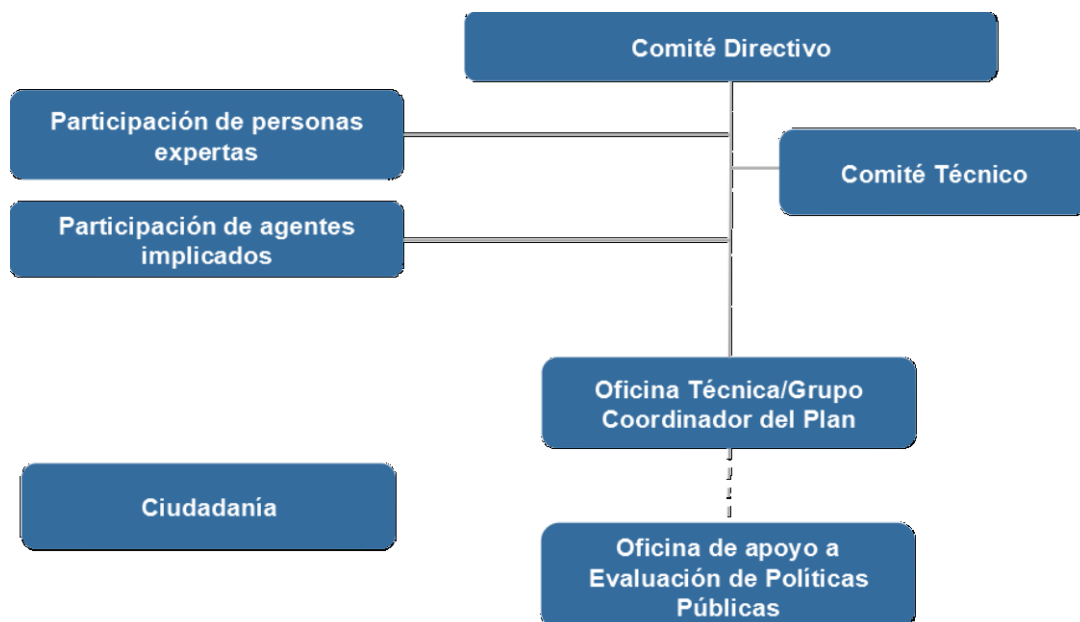 Comité Directivo
Participación de personas
expertas
Comité Técnico
Participación de agentes
implicados
Oficina Técnica/Grupo
Coordinador del Plan
Ciudadanía
Oficina de apoyo a
Evaluación de Políticas
Públicas